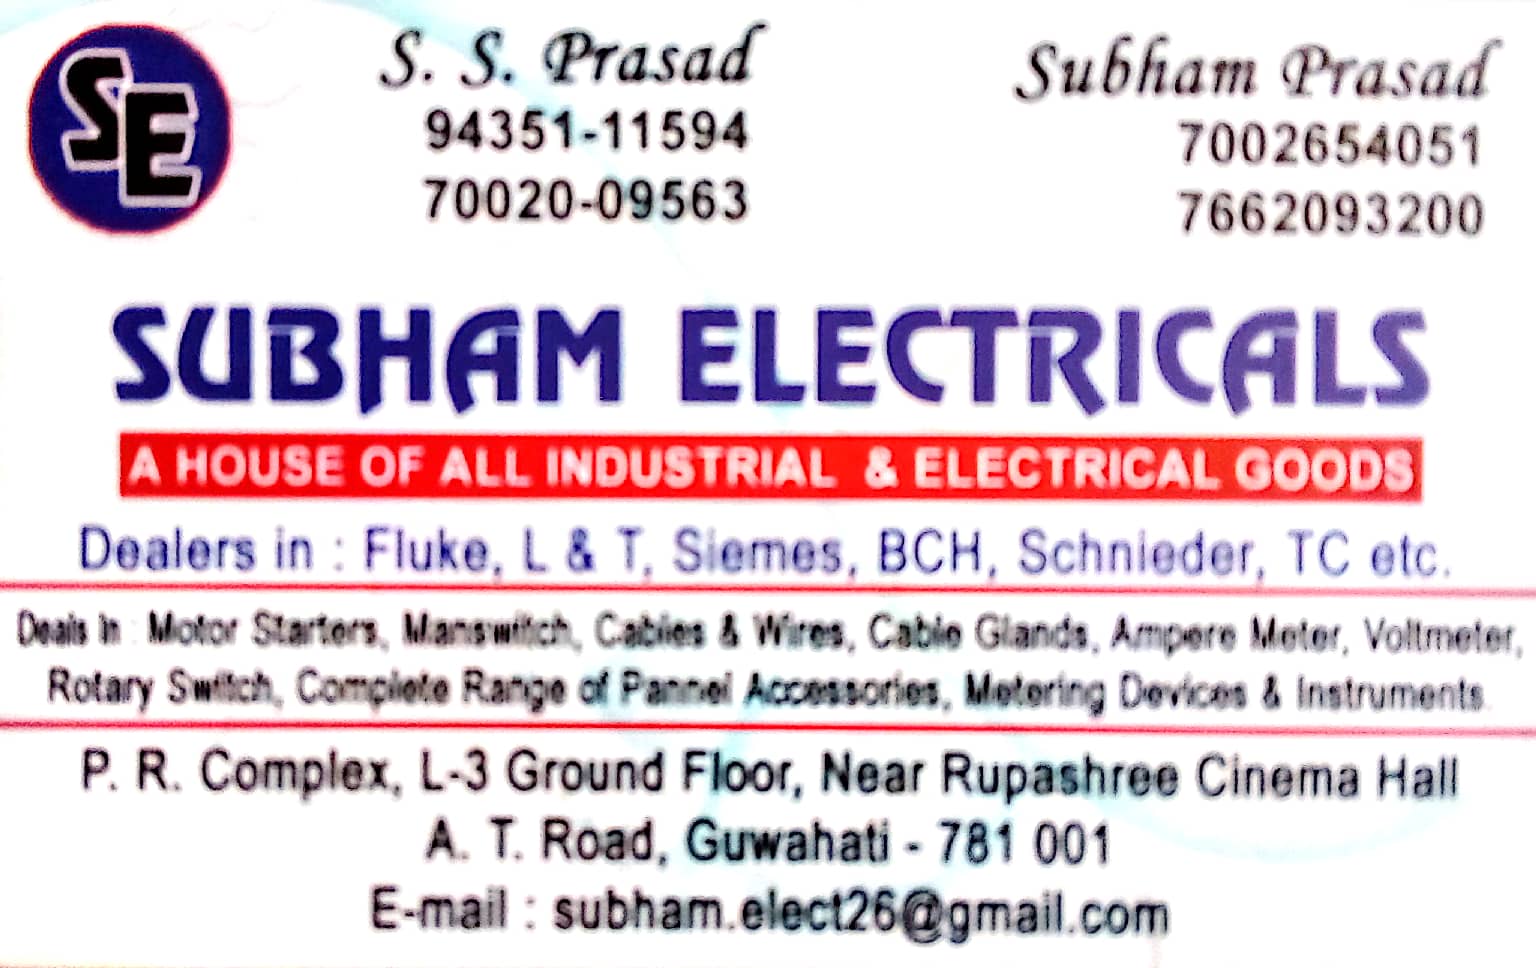 SE
S. S. Prasad
94351-11594
70020-09563
Subham Prasad
7002654051
7662093200
SUBHAM ELECTRICALS
A HOUSE OF ALL INDUSTRIAL & ELECTRICAL GOODS
Dealers in : Fluke, L & T, Siemes, BCH, Schnieder, TC etc.
Deals in : Motor Starters, Manswitch, Cables & Wires, Cable Glands, Ampere Meter, Voltmeter,
Rotary Switch, Complete Range of Pannel Accessories, Metering Devices & Instruments.
P. R. Complex, L-3 Ground Floor, Near Rupashree Cinema Hall
A. T. Road, Guwahati - 781 001
E-mail : subham.elect26@gmail.com